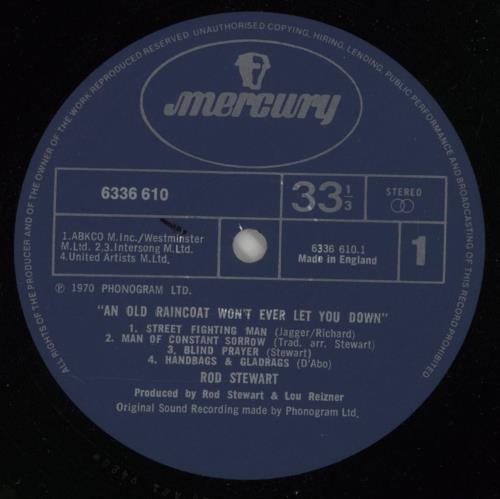 ALL RIGHTS OF THE PRODUCER AND OF THE OWNER OF THE WORK REPRODUCED RESERVED. UNAUTHORISED COPYING, HIRING, LENDING, PUBLIC PERFORMANCE AND BROADCASTING OF THIS RECORD PROHIBITED
mercury
6336 610
33 1/3
STEREO
1.ABKCO M.Inc./Westminster
M.Ltd. 2,3.Intersong M.Ltd.
4.United Artists M.Ltd.
6336 610.1
Made in England
1
℗ 1970 PHONOGRAM LTD.
"AN OLD RAINCOAT WON'T EVER LET YOU DOWN"
1. STREET FIGHTING MAN (Jagger/Richard)
2. MAN OF CONSTANT SORROW (Trad. arr. Stewart)
3. BLIND PRAYER (Stewart)
4. HANDBAGS & GLADRAGS (D'Abo)
ROD STEWART
Produced by Rod Stewart & Lou Reizner
Original Sound Recording made by Phonogram Ltd.